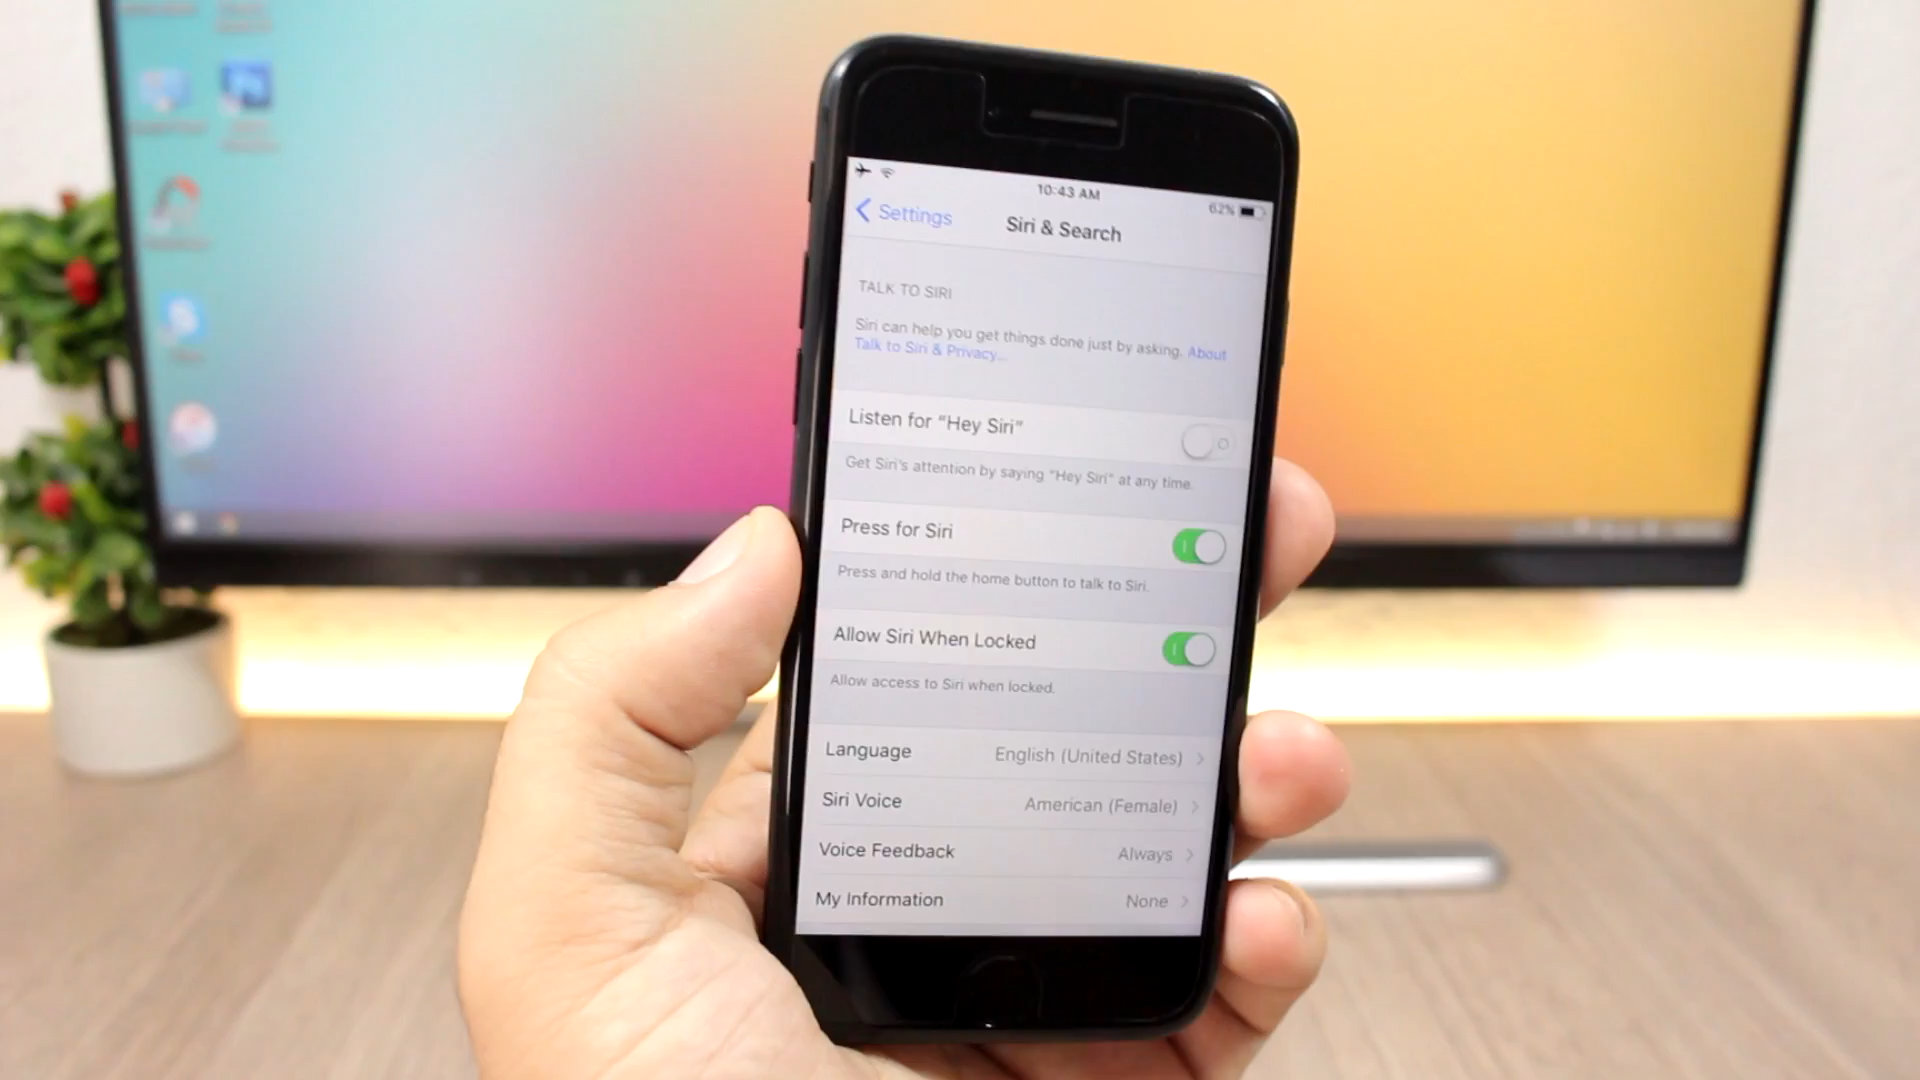 10:43 AM
62%
Settings
Siri & Search
TALK TO SIRI
Siri can help you get things done just by asking. About
Talk to Siri & Privacy...
Listen for “Hey Siri”
Get Siri's attention by saying "Hey Siri" at any time.
Press for Siri
Press and hold the home button to talk to Siri.
Allow Siri When Locked
Allow access to Siri when locked.
Language English (United States)
Siri Voice American (Female)
Voice Feedback Always
My Information None